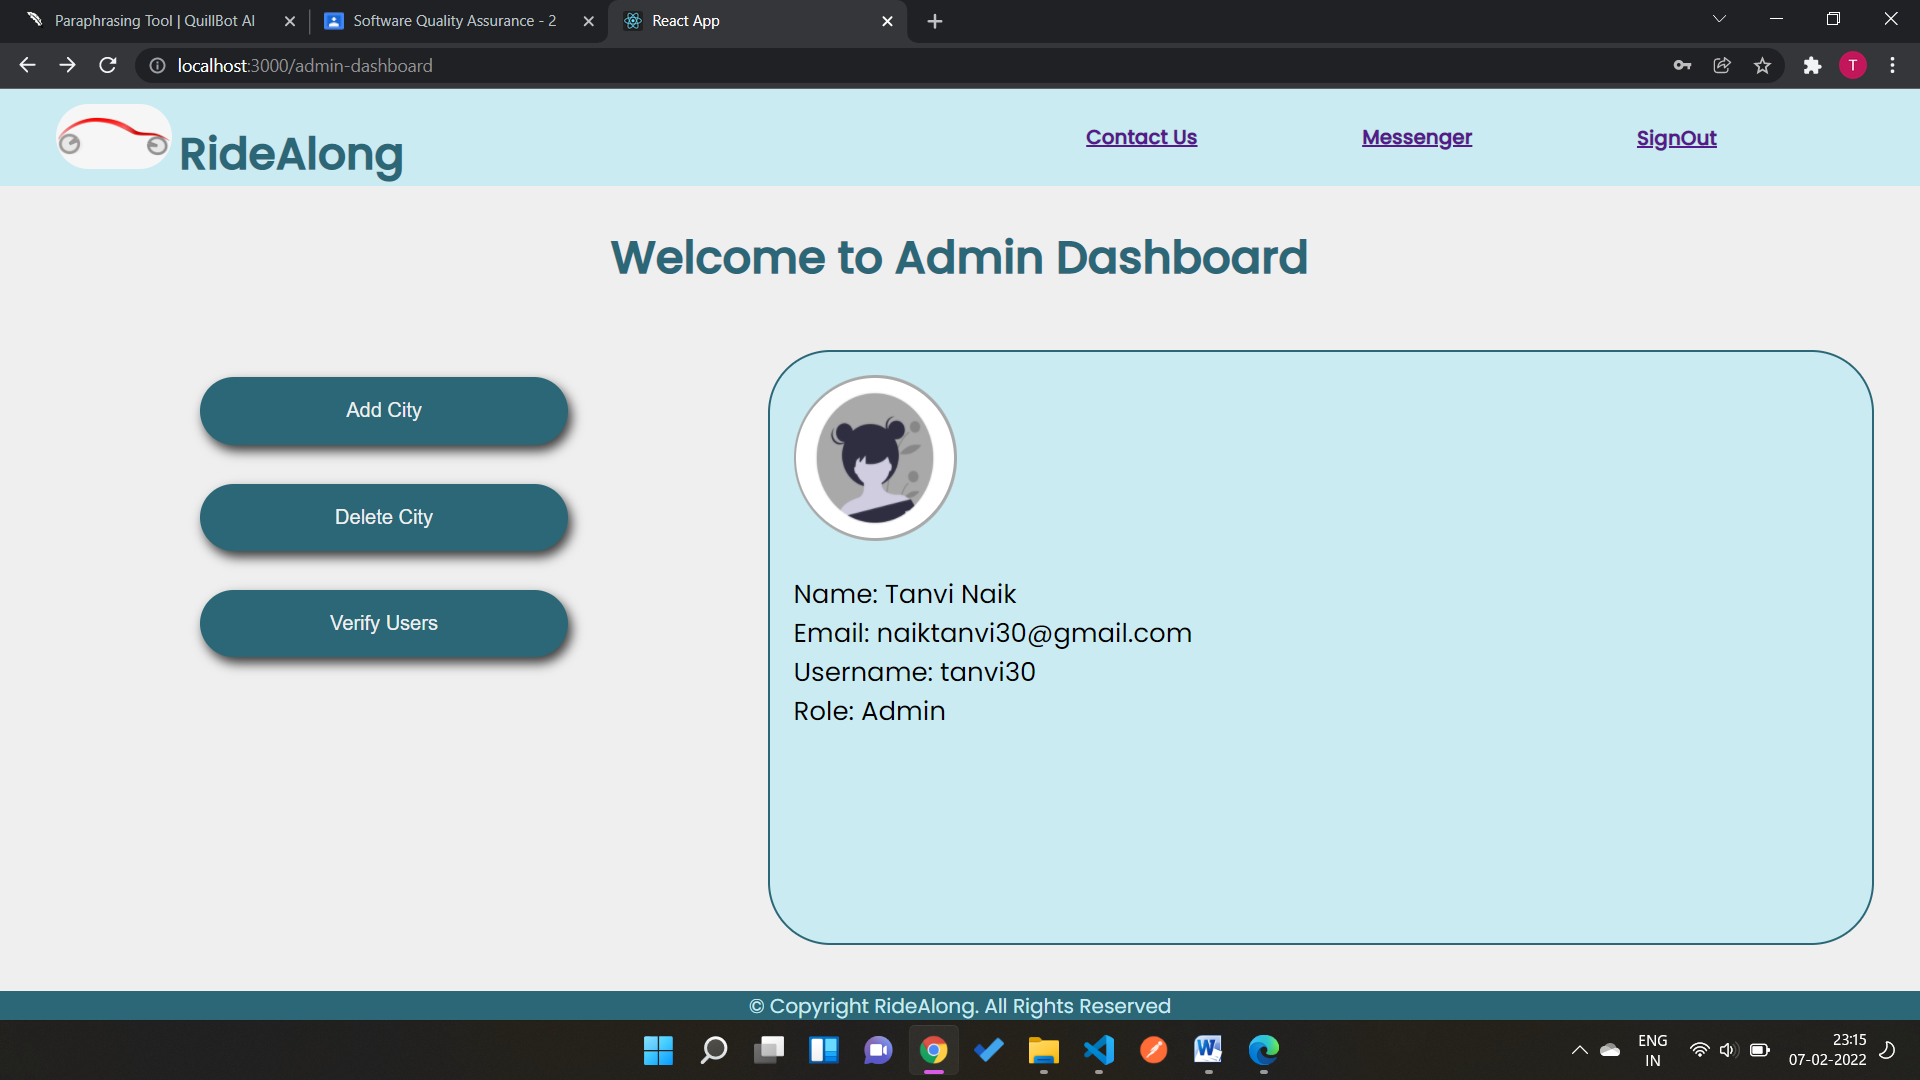 Paraphrasing Tool | QuillBot AI
Software Quality Assurance - 2
React App
localhost:3000/admin-dashboard
T
RideAlong
Contact Us
Messenger
SignOut
Welcome to Admin Dashboard
Add City
Delete City
Verify Users
Name: Tanvi Naik
Email: naiktanvi30@gmail.com
Username: tanvi30
Role: Admin
© Copyright RideAlong. All Rights Reserved
ENG
IN
23:15
07-02-2022